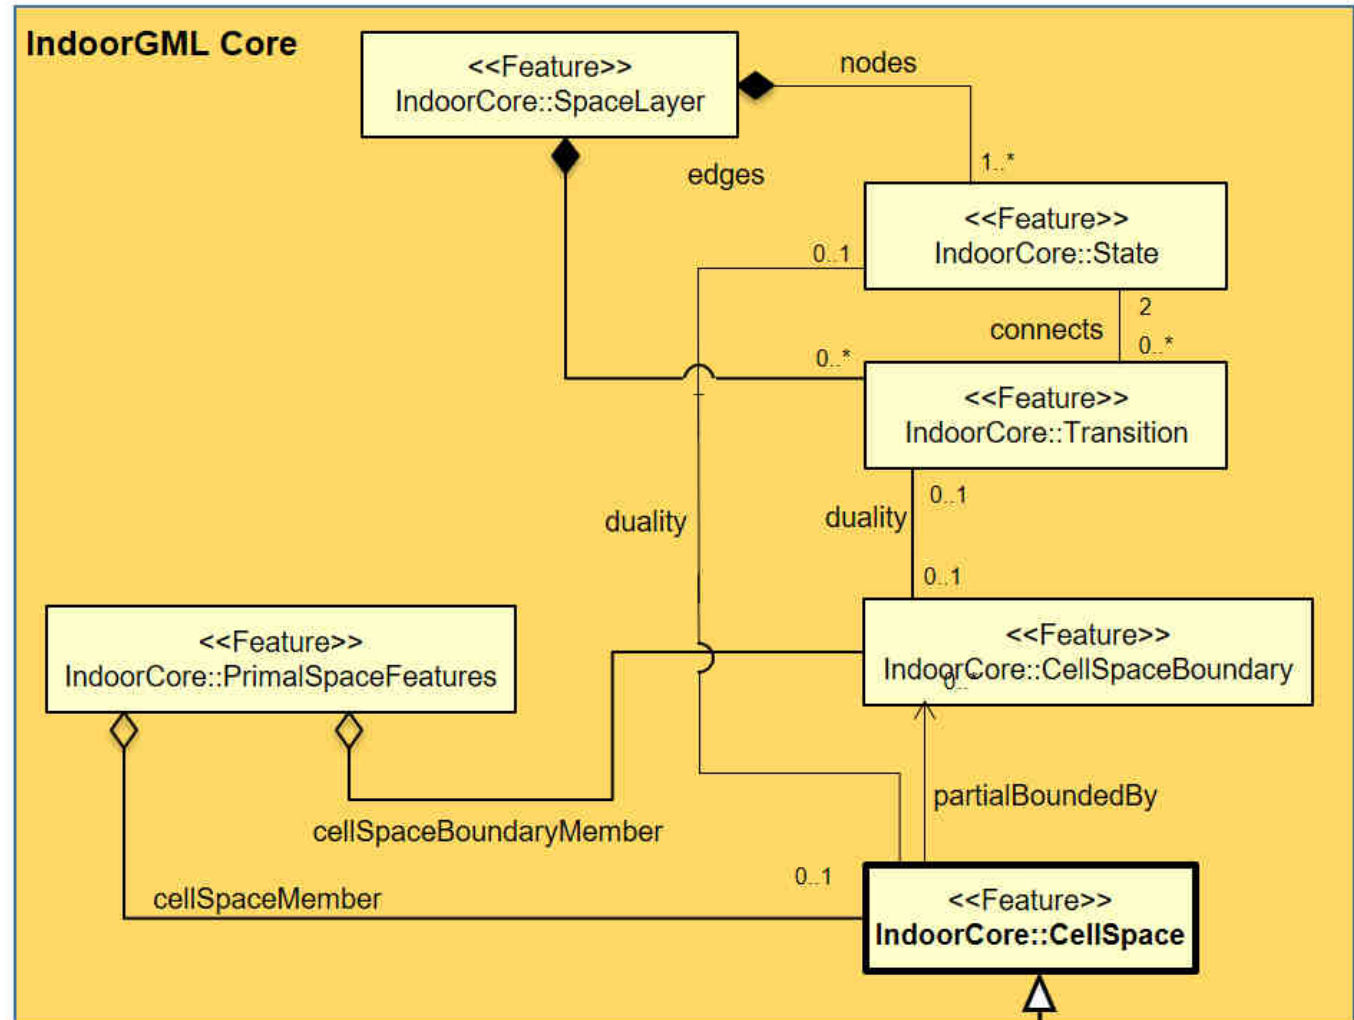 IndoorGML Core
<<Feature>>
IndoorCore::SpaceLayer
nodes
edges
1..*
<<Feature>>
IndoorCore::State
0..1
2
connects
0..*
0..*
<<Feature>>
IndoorCore::Transition
0..1
duality
duality
0..1
<<Feature>>
IndoorCore::PrimalSpaceFeatures
<<Feature>>
IndoorCore::CellSpaceBoundary
0..*
partialBoundedBy
cellSpaceBoundaryMember
0..1
cellSpaceMember
<<Feature>>
IndoorCore::CellSpace